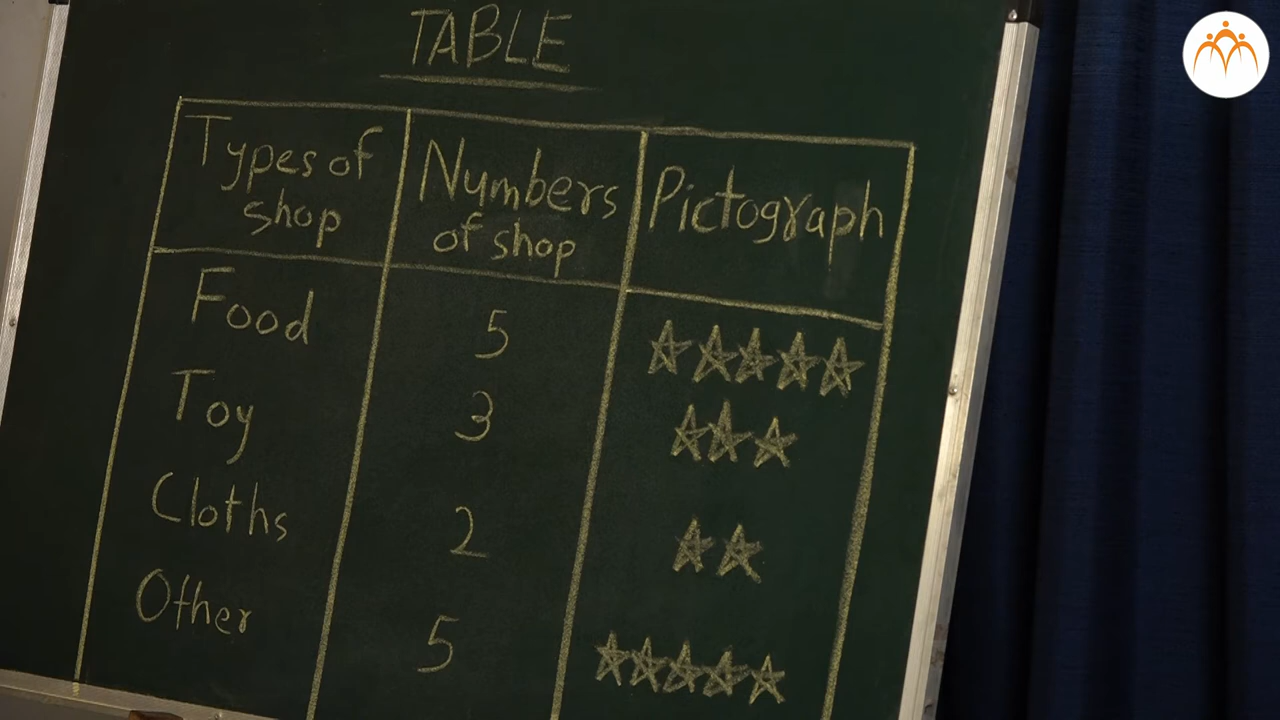 TABLE
Types of
shop
Numbers
of shop
Pictograph
Food 5
Toy 3
Cloths 2
Other 5